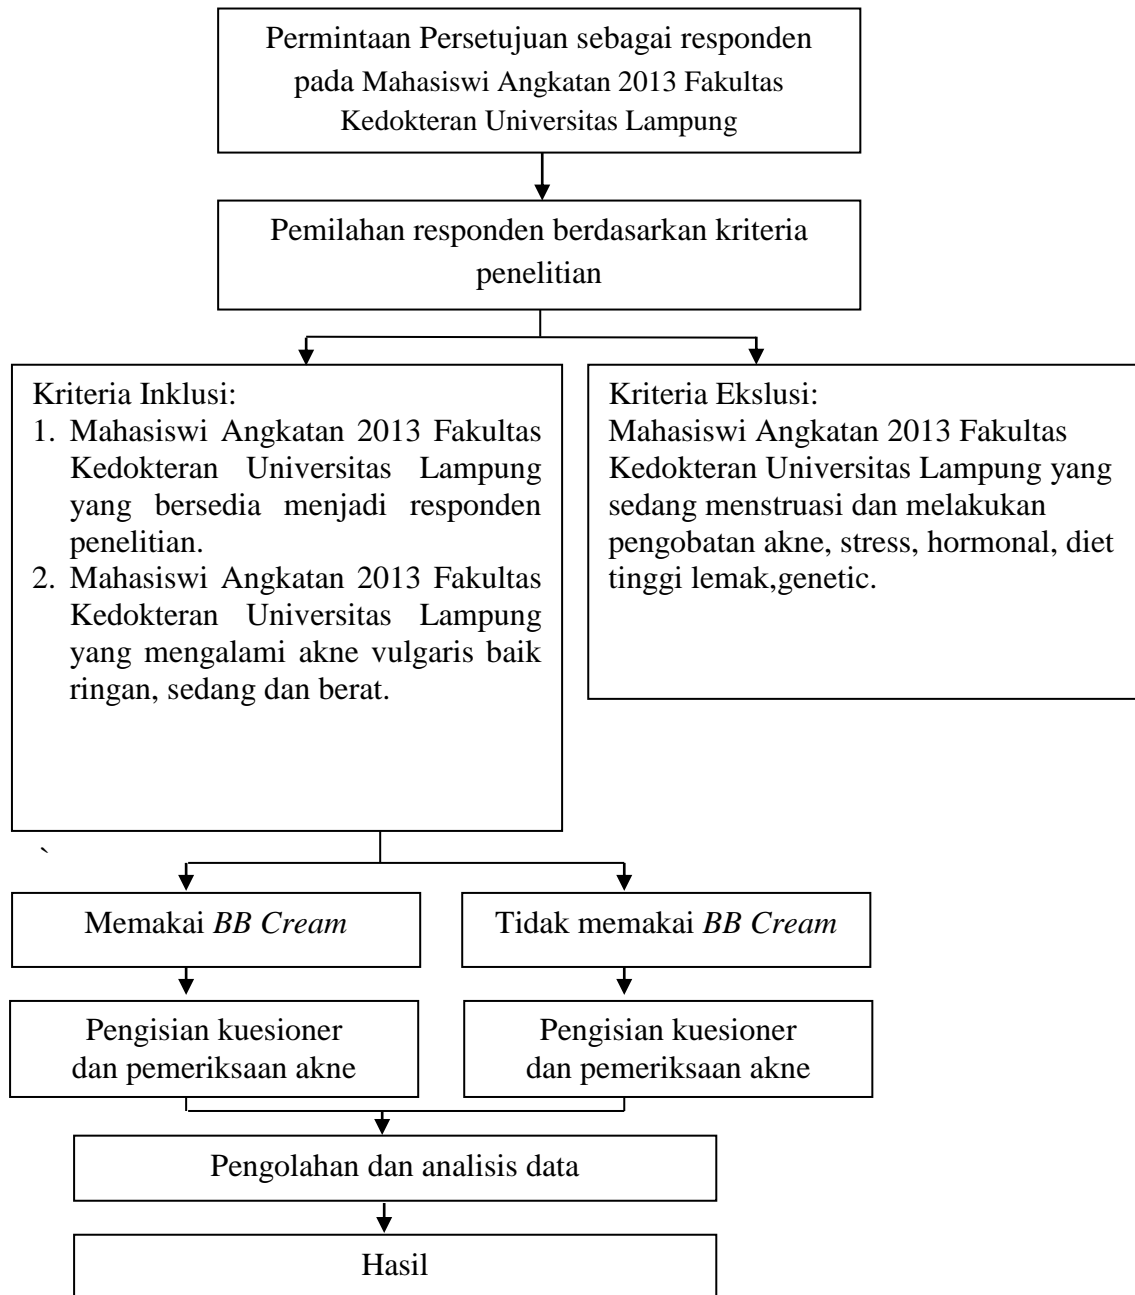 Permintaan Persetujuan sebagai responden
pada Mahasiswi Angkatan 2013 Fakultas
Kedokteran Universitas Lampung
Pemilahan responden berdasarkan kriteria
penelitian
Kriteria Inklusi:
1. Mahasiswi Angkatan 2013 Fakultas
Kedokteran Universitas Lampung
yang bersedia menjadi responden
penelitian.
2. Mahasiswi Angkatan 2013 Fakultas
Kedokteran Universitas Lampung
yang mengalami akne vulgaris baik
ringan, sedang dan berat.
Kriteria Ekslusi:
Mahasiswi Angkatan 2013 Fakultas
Kedokteran Universitas Lampung yang
sedang menstruasi dan melakukan
pengobatan akne, stress, hormonal, diet
tinggi lemak,genetic.
`
Memakai BB Cream
Tidak memakai BB Cream
Pengisian kuesioner
dan pemeriksaan akne
Pengisian kuesioner
dan pemeriksaan akne
Pengolahan dan analisis data
Hasil